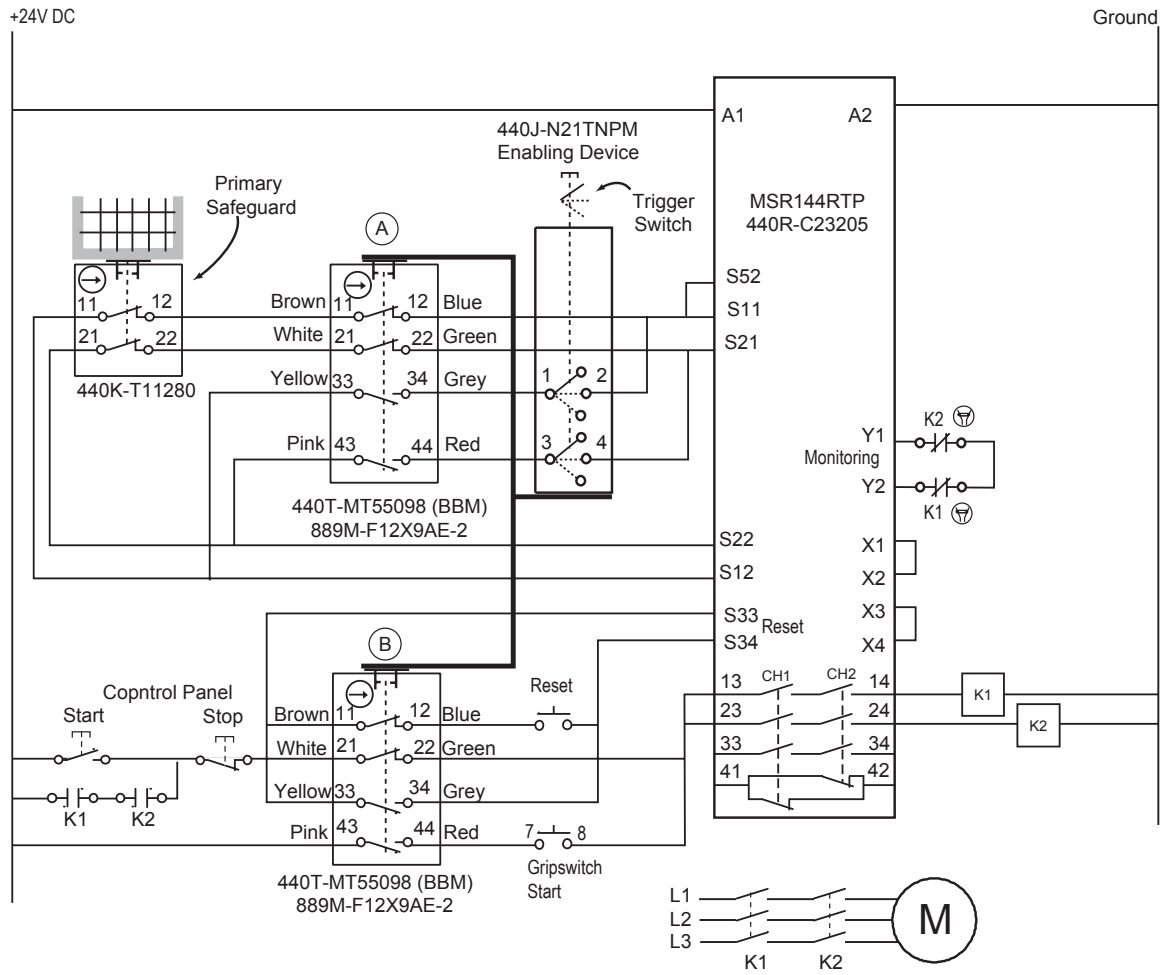 +24V DC
Ground
A1
A2
440J-N21TNPM
Enabling Device
Primary
Safeguard
Trigger
Switch
MSR144RTP
440R-C23205
A
S52
11
12
Brown
11
12
Blue
S11
21
22
White
21
22
Green
S21
440K-T11280
Yellow
33
34
Grey
1
2
Pink
43
44
Red
3
4
Y1
K2
Monitoring
Y2
K1
440T-MT55098 (BBM)
889M-F12X9AE-2
S22
X1
S12
X2
S33
Reset
X3
S34
X4
B
Copntrol Panel
Start
Stop
Reset
13
CH1
CH2
14
K1
Brown
11
12
Blue
23
24
K2
White
21
22
Green
33
34
Yellow
33
34
Grey
41
42
K1
K2
Pink
43
44
Red
7
8
Gripswitch
Start
440T-MT55098 (BBM)
889M-F12X9AE-2
L1
L2
L3
M
K1
K2